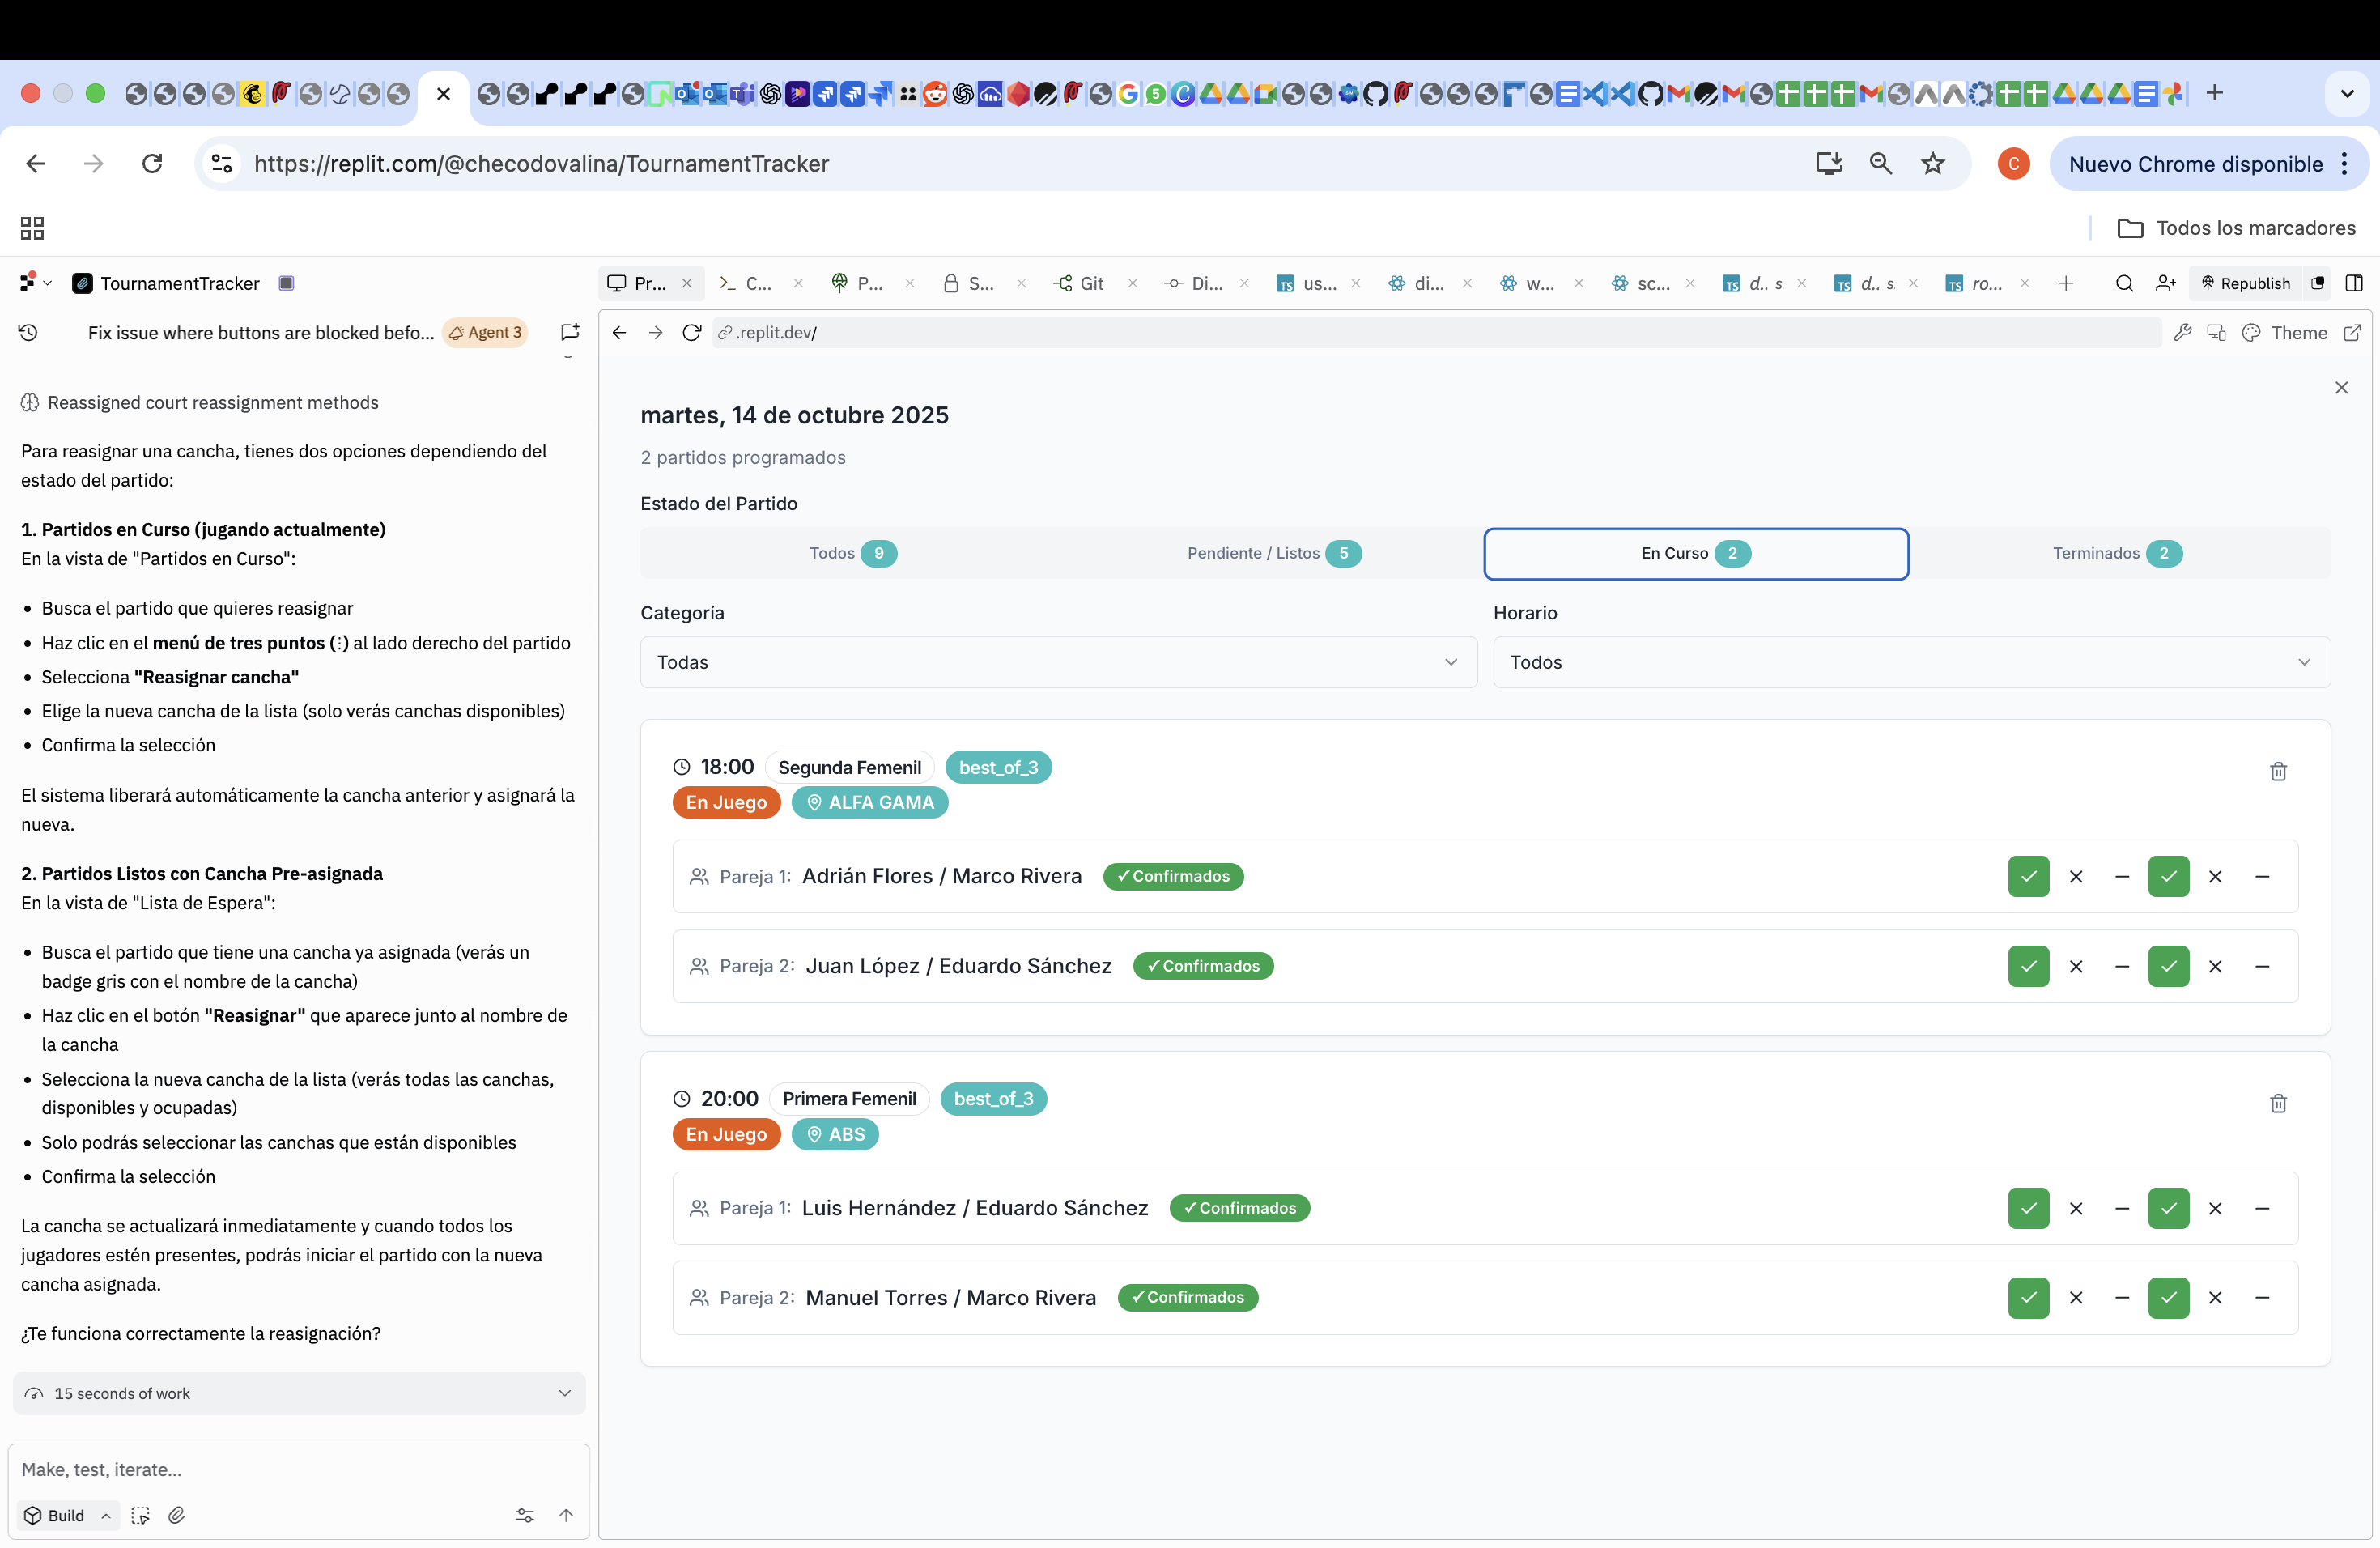 https://replit.com/@checodovalina/TournamentTracker
C
Nuevo Chrome disponible
Todos los marcadores
TournamentTracker
Pr...
C...
P...
S...
Git
Di...
us...
di...
w...
sc...
d.. s
d.. s
ro...
Republish
Fix issue where buttons are blocked befo...
Agent 3
.replit.dev/
Theme
Reassigned court reassignment methods
Para reasignar una cancha, tienes dos opciones dependiendo del
estado del partido:
1. Partidos en Curso (jugando actualmente)
En la vista de "Partidos en Curso":
• Busca el partido que quieres reasignar
• Haz clic en el menú de tres puntos (⋮) al lado derecho del partido
• Selecciona "Reasignar cancha"
• Elige la nueva cancha de la lista (solo verás canchas disponibles)
• Confirma la selección
El sistema liberará automáticamente la cancha anterior y asignará la
nueva.
2. Partidos Listos con Cancha Pre-asignada
En la vista de "Lista de Espera":
• Busca el partido que tiene una cancha ya asignada (verás un
badge gris con el nombre de la cancha)
• Haz clic en el botón "Reasignar" que aparece junto al nombre de
la cancha
• Selecciona la nueva cancha de la lista (verás todas las canchas,
disponibles y ocupadas)
• Solo podrás seleccionar las canchas que están disponibles
• Confirma la selección
La cancha se actualizará inmediatamente y cuando todos los
jugadores estén presentes, podrás iniciar el partido con la nueva
cancha asignada.
¿Te funciona correctamente la reasignación?
15 seconds of work
Make, test, iterate...
Build
martes, 14 de octubre 2025
2 partidos programados
Estado del Partido
Todos 9
Pendiente / Listos 5
En Curso 2
Terminados 2
Categoría
Todas
Horario
Todos
18:00 Segunda Femenil best_of_3
En Juego ALFA GAMA
Pareja 1: Adrián Flores / Marco Rivera ✓ Confirmados
Pareja 2: Juan López / Eduardo Sánchez ✓ Confirmados
20:00 Primera Femenil best_of_3
En Juego ABS
Pareja 1: Luis Hernández / Eduardo Sánchez ✓ Confirmados
Pareja 2: Manuel Torres / Marco Rivera ✓ Confirmados